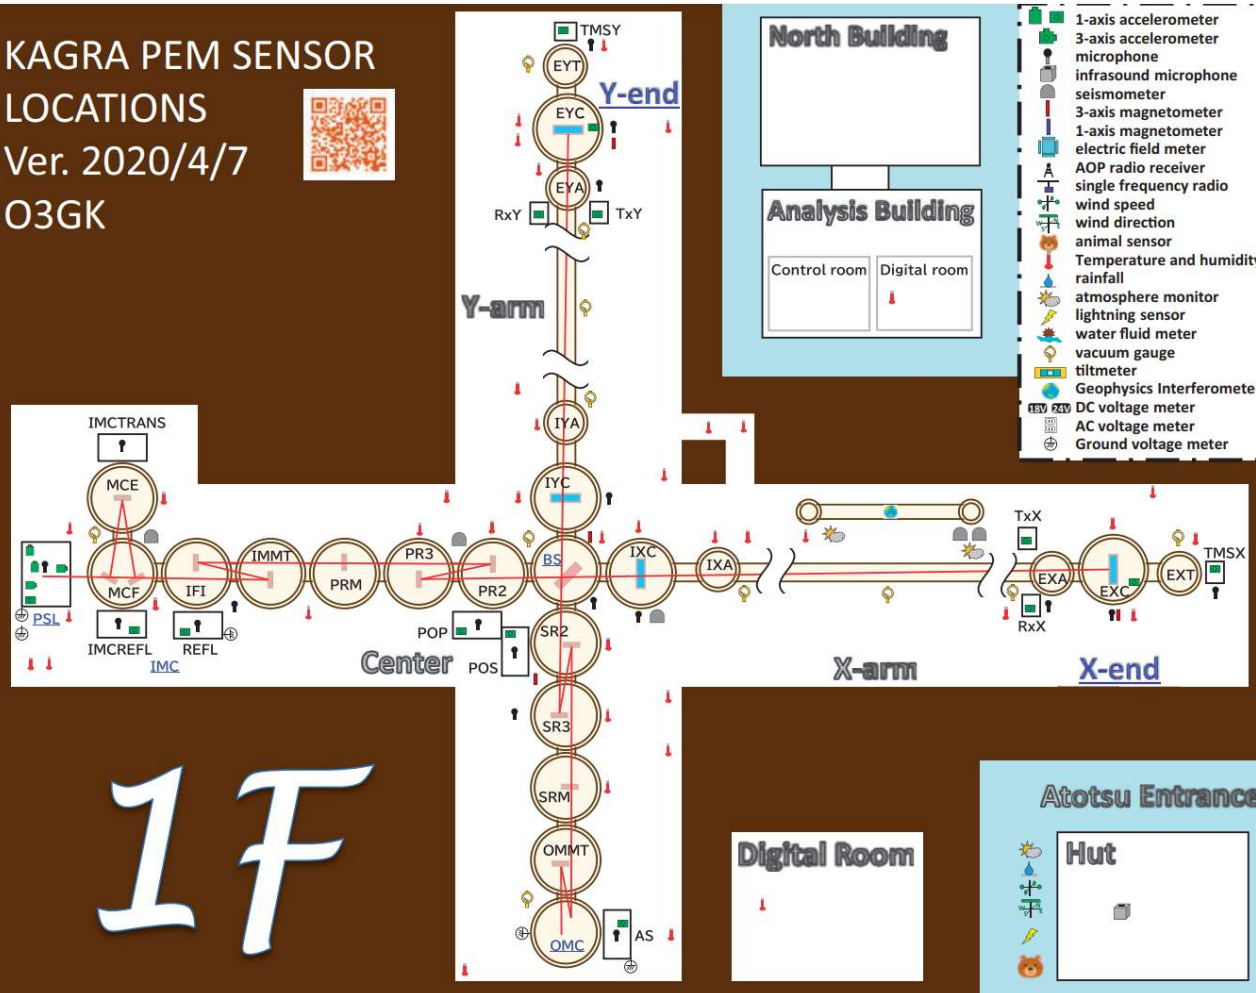 KAGRA PEM SENSOR
LOCATIONS
Ver. 2020/4/7
O3GK
TMSY
EYT
Y-end
EYC
EYA
RxY
TxY
Y-arm
IYA
IYC
North Building
Analysis Building
Control room
Digital room
1-axis accelerometer
3-axis accelerometer
microphone
infrasound microphone
seismometer
3-axis magnetometer
1-axis magnetometer
electric field meter
AOP radio receiver
single frequency radio
wind speed
wind direction
animal sensor
Temperature and humidity
rainfall
atmosphere monitor
lightning sensor
water fluid meter
vacuum gauge
tiltmeter
Geophysics Interferomete
18V 24V DC voltage meter
AC voltage meter
Ground voltage meter
IMCTRANS
MCE
PSL
MCF
IFI
IMMT
PRM
PR3
PR2
BS
IXC
IXA
TxX
EXA
EXC
EXT
TMSX
RxX
IMCREFL
REFL
IMC
POP
POS
Center
SR2
X-arm
X-end
SR3
SRM
OMMT
OMC
AS
1F
Digital Room
Atotsu Entrance
Hut